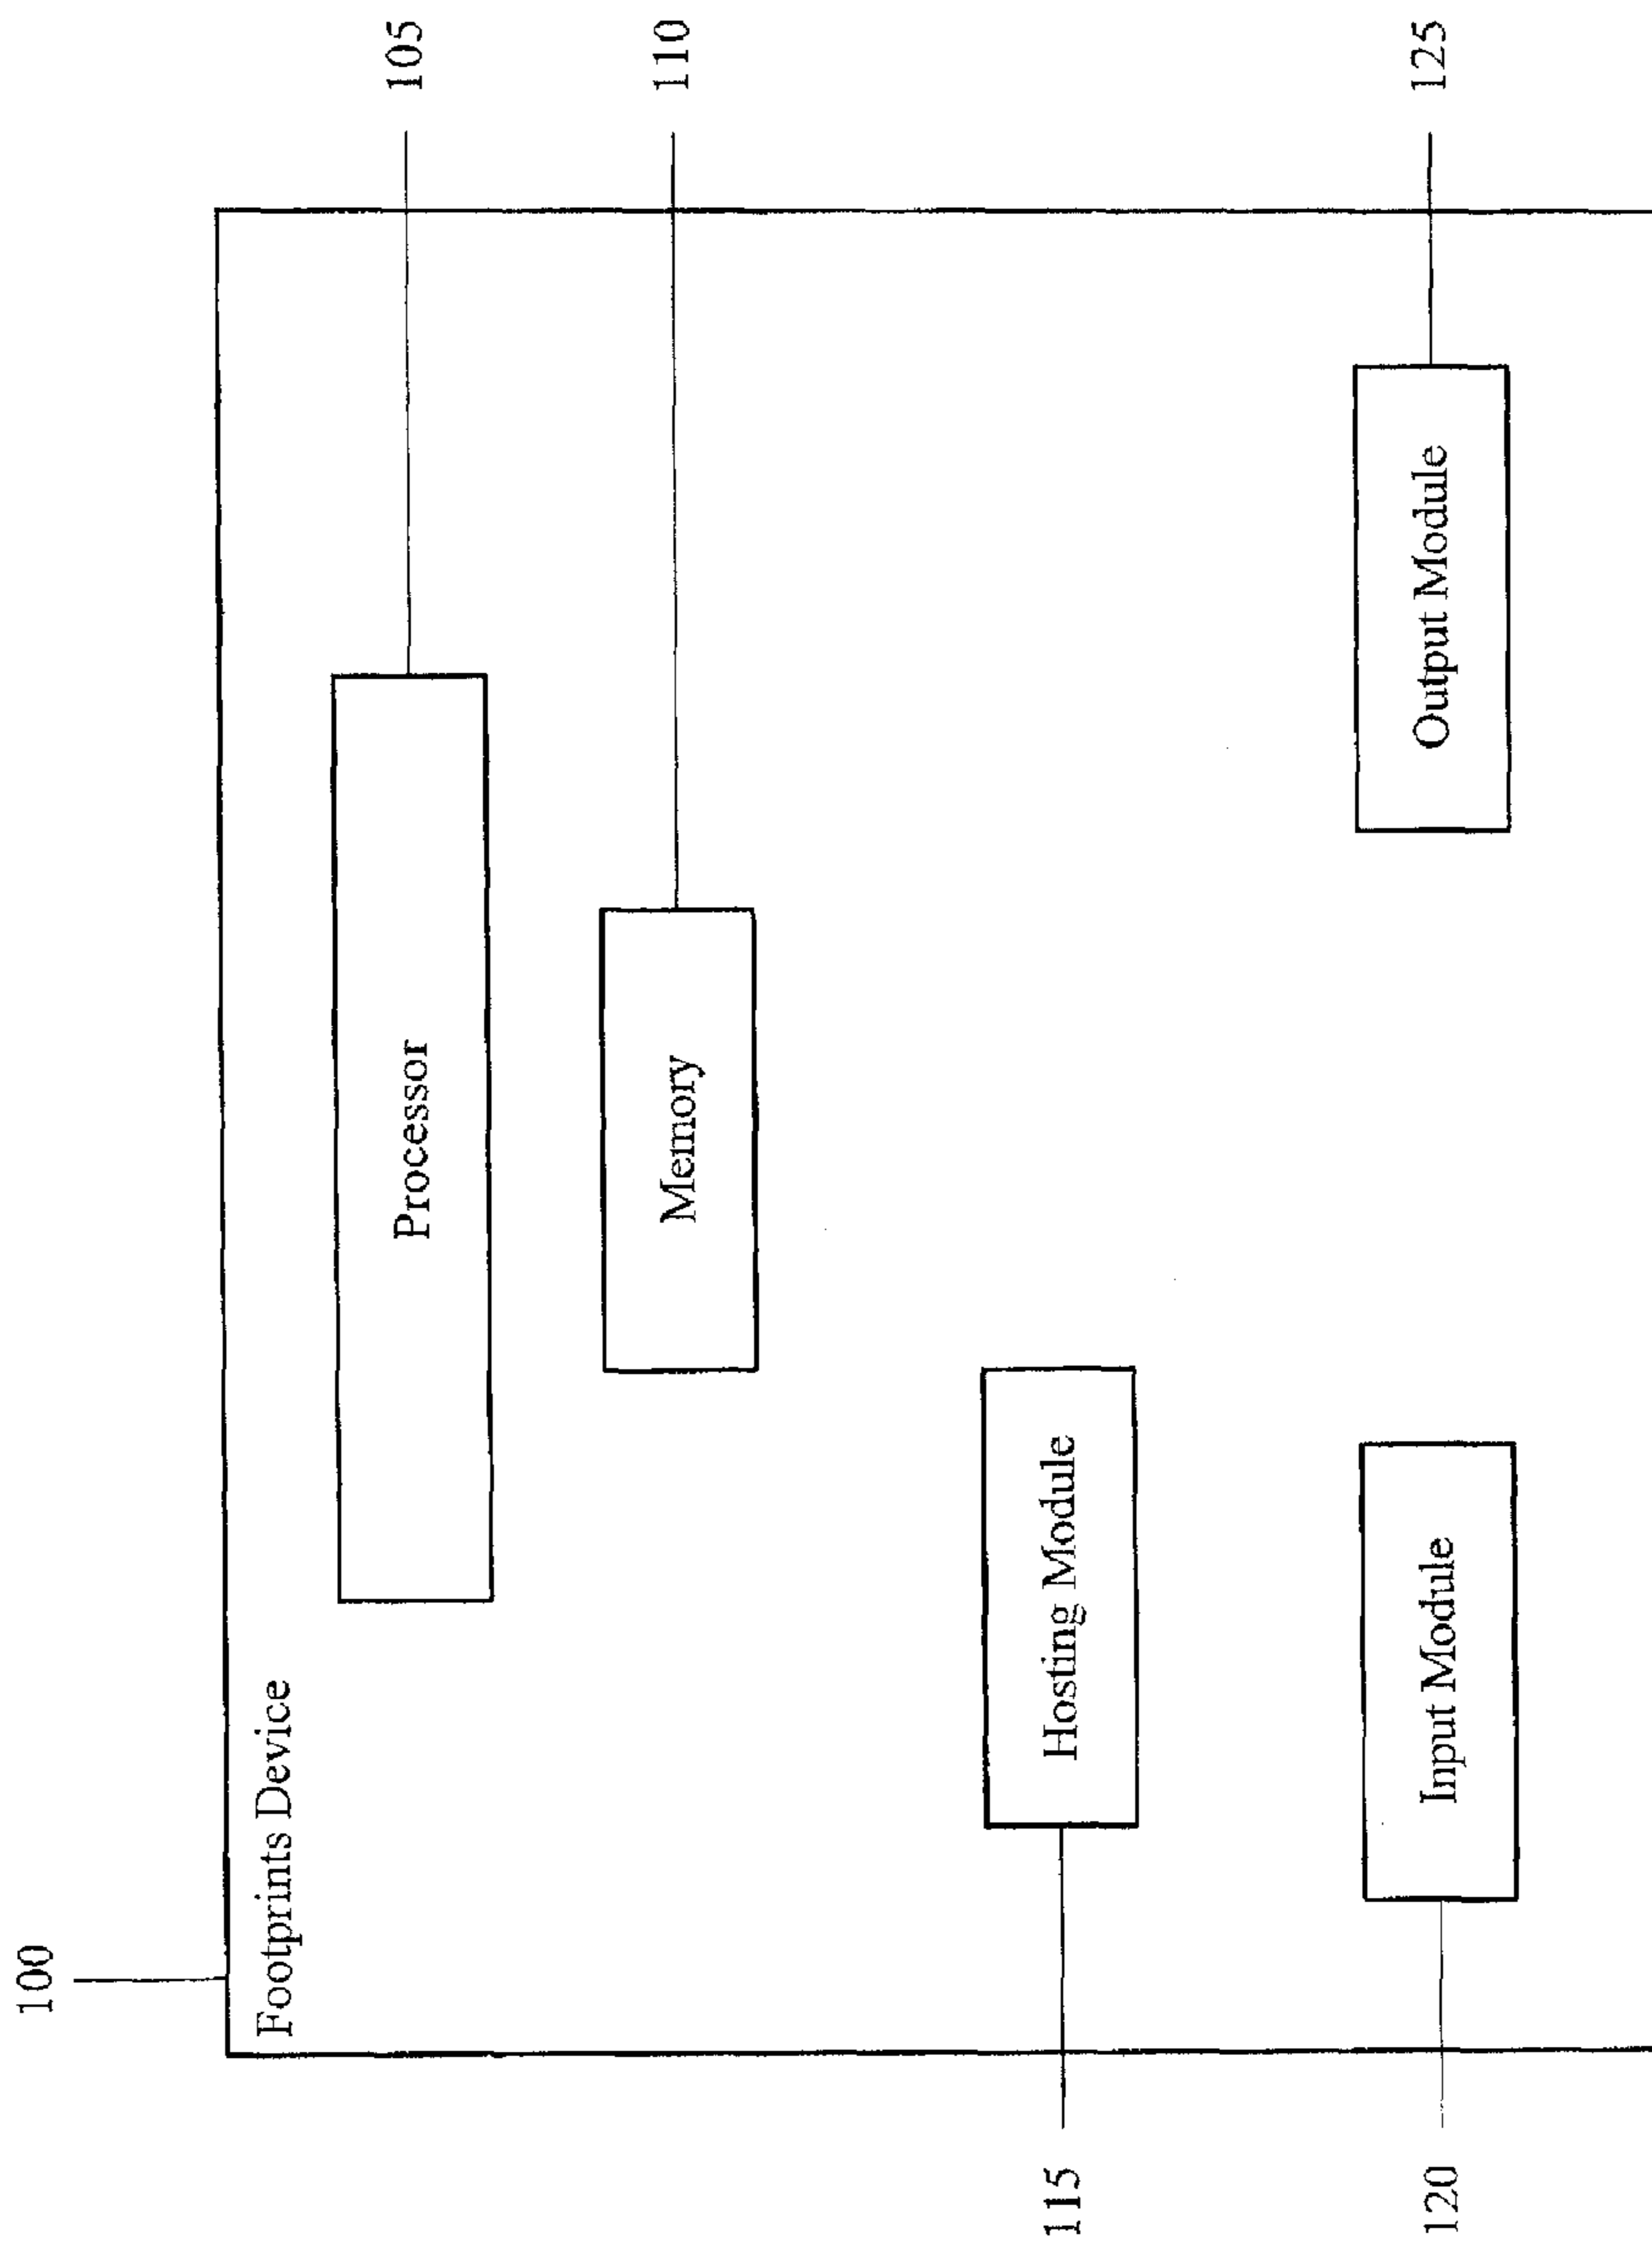 100
Footprints Device
Processor
105
Memory
110
115
Hosting Module
120
Input Module
Output Module
125